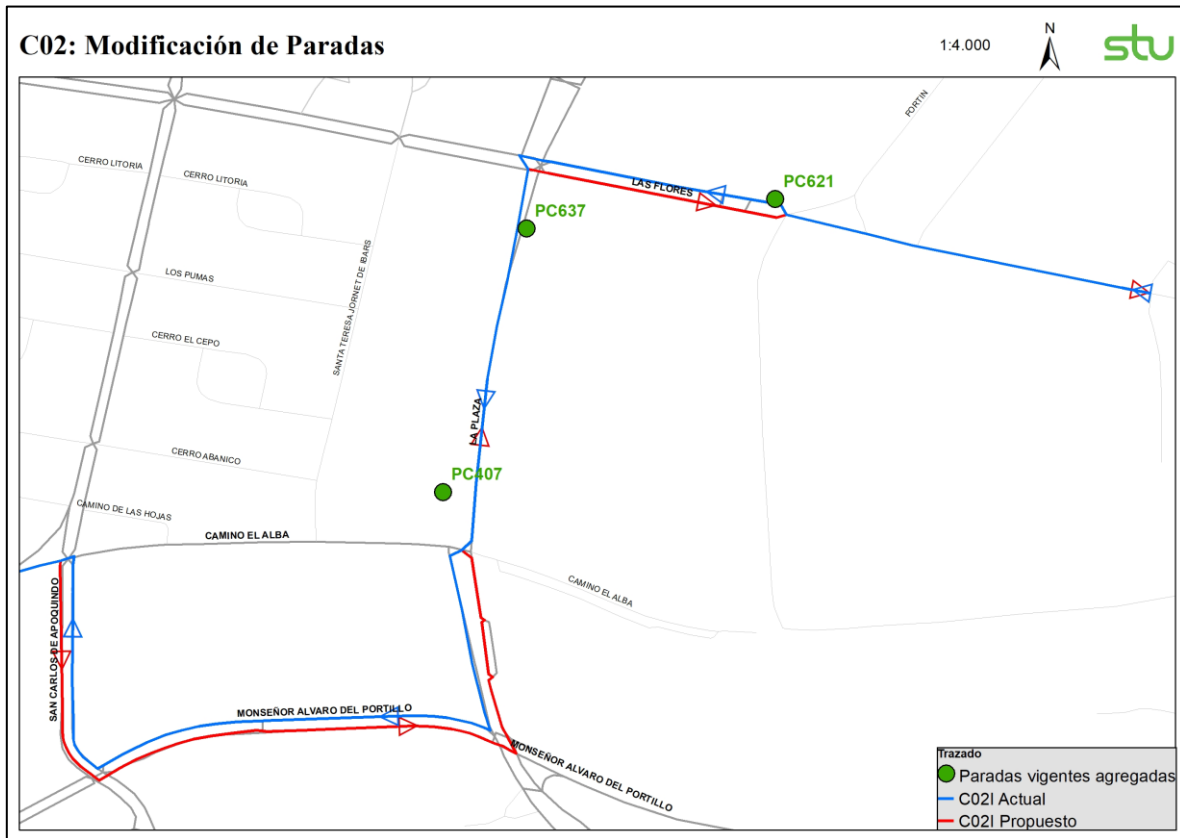 C02: Modificación de Paradas
1:4.000
N
stu
FORTIN
CERRO LITORIA
CERRO LITORIA
LAS FLORES
PC621
PC637
SANTA TERESA JORNET DE IBARS
LOS PUMAS
CERRO EL CEPO
LA PLAZA
CERRO ABANICO
PC407
CAMINO DE LAS HOJAS
CAMINO EL ALBA
CAMINO EL ALBA
SAN CARLOS DE APOQUINDO
MONSEÑOR ALVARO DEL PORTILLO
MONSEÑOR ALVARO DEL PORTILLO
Trazado
Paradas vigentes agregadas
C02I Actual
C02I Propuesto